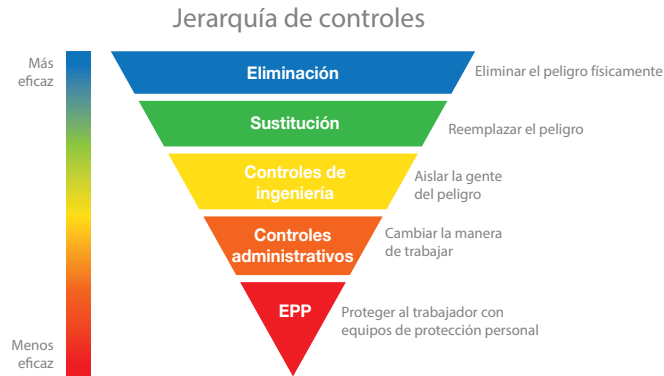 Jerarquía de controles
Más
eficaz
Eliminación
Eliminar el peligro físicamente
Sustitución
Reemplazar el peligro
Controles de
ingeniería
Aislar la gente
del peligro
Controles
administrativos
Cambiar la manera
de trabajar
EPP
Proteger al trabajador con
equipos de protección personal
Menos
eficaz